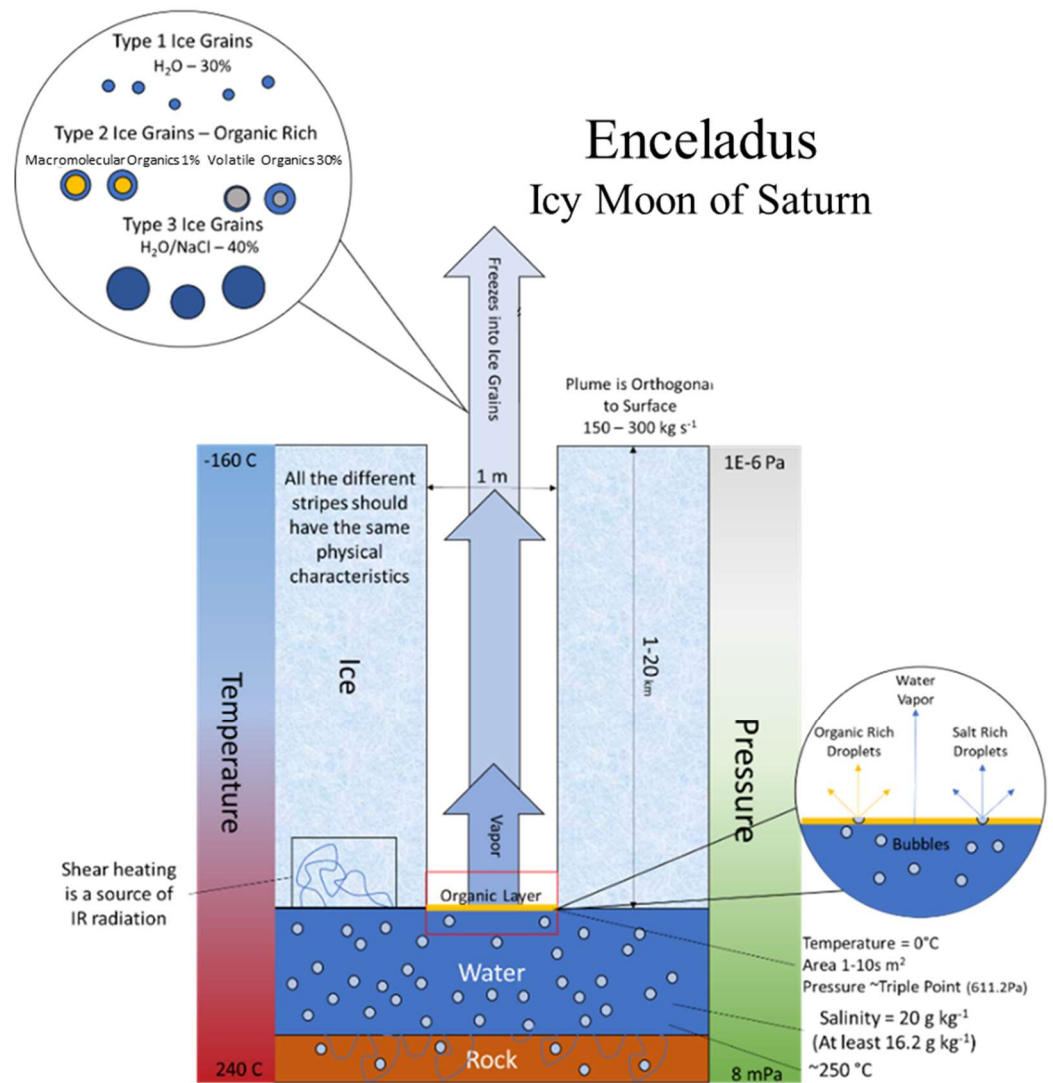 Type 1 Ice Grains
H₂O – 30%
Type 2 Ice Grains – Organic Rich
Macromolecular Organics 1% Volatile Organics 30%
Type 3 Ice Grains
H₂O/NaCl – 40%
Enceladus
Icy Moon of Saturn
Freezes into Ice Grains
Plume is Orthogonal
to Surface
150 – 300 kg s⁻¹
-160 C
All the different
stripes should
have the same
physical
characteristics
1 m
1E-6 Pa
Temperature
Ice
1-20 km
Pressure
Water
Vapor
Organic Rich
Droplets
Salt Rich
Droplets
Bubbles
Vapor
Shear heating
is a source of
IR radiation
Organic Layer
Water
Rock
Temperature = 0°C
Area 1-10s m²
Pressure ~Triple Point (611.2Pa)
Salinity = 20 g kg⁻¹
(At least 16.2 g kg⁻¹)
~250 °C
240 C
8 mPa